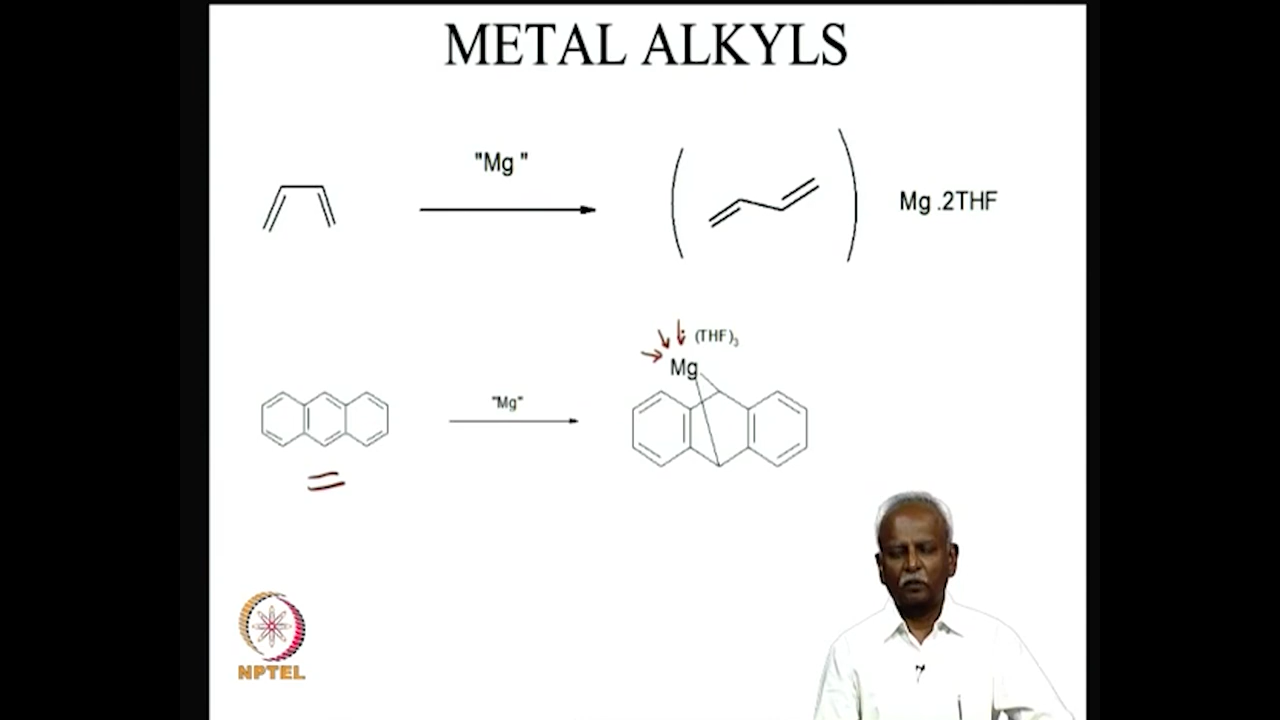 METAL ALKYLS
"Mg "
Mg .2THF
(THF)3
Mg
"Mg"
NPTEL